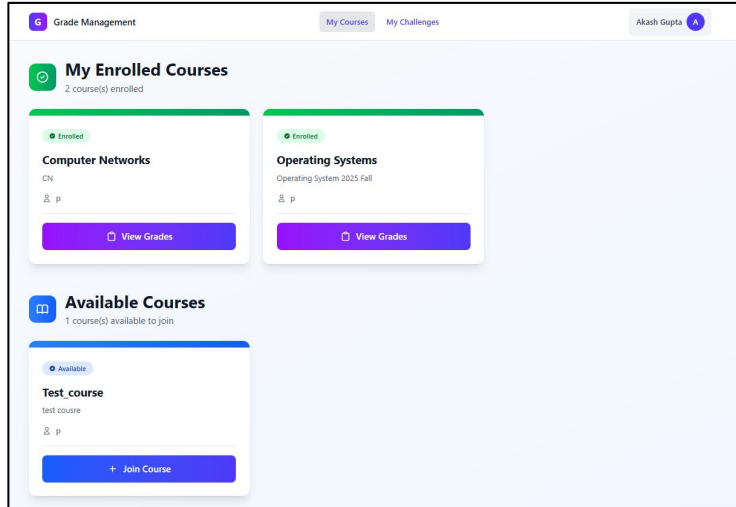 G Grade Management My Courses My Challenges Akash Gupta A
My Enrolled Courses
2 course(s) enrolled
Enrolled
Computer Networks
CN
p
View Grades
Enrolled
Operating Systems
Operating System 2025 Fall
p
View Grades
Available Courses
1 course(s) available to join
Available
Test_course
test cousre
p
+ Join Course